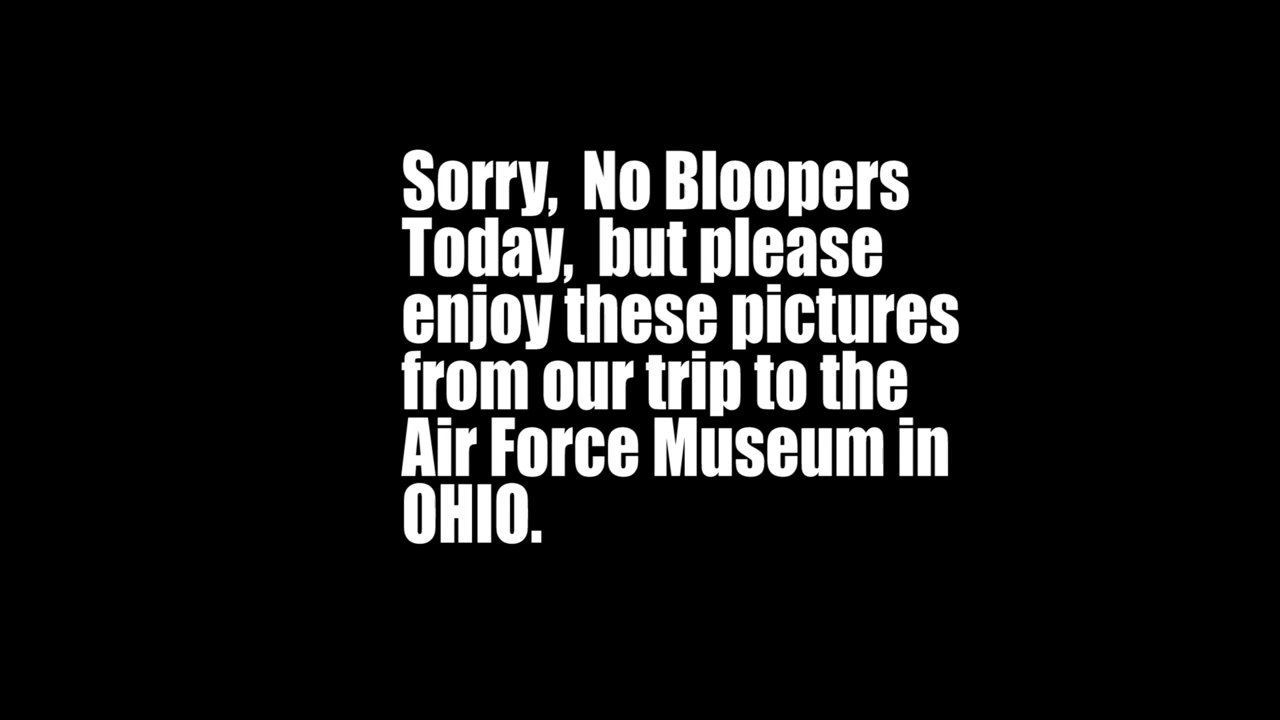 Sorry,  No Bloopers
Today,  but please
enjoy these pictures
from our trip to the
Air Force Museum in
OHIO.